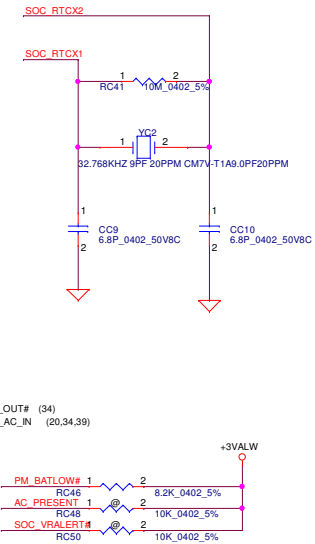 SOC_RTCX2
SOC_RTCX1
1 2
RC41 10M_0402_5%
YC2
1 2
32.768KHZ 9PF 20PPM CM7V-T1A9.0PF20PPM
1 1
CC9 CC10
6.8P_0402_50V8C 6.8P_0402_50V8C
2 2
_OUT# (34)
_AC_IN (20,34,39)
+3VALW
PM_BATLOW# 1 2
RC46 8.2K_0402_5%
AC_PRESENT 1 @ 2
RC48 10K_0402_5%
SOC_VRALERT# 1 @ 2
RC50 10K_0402_5%